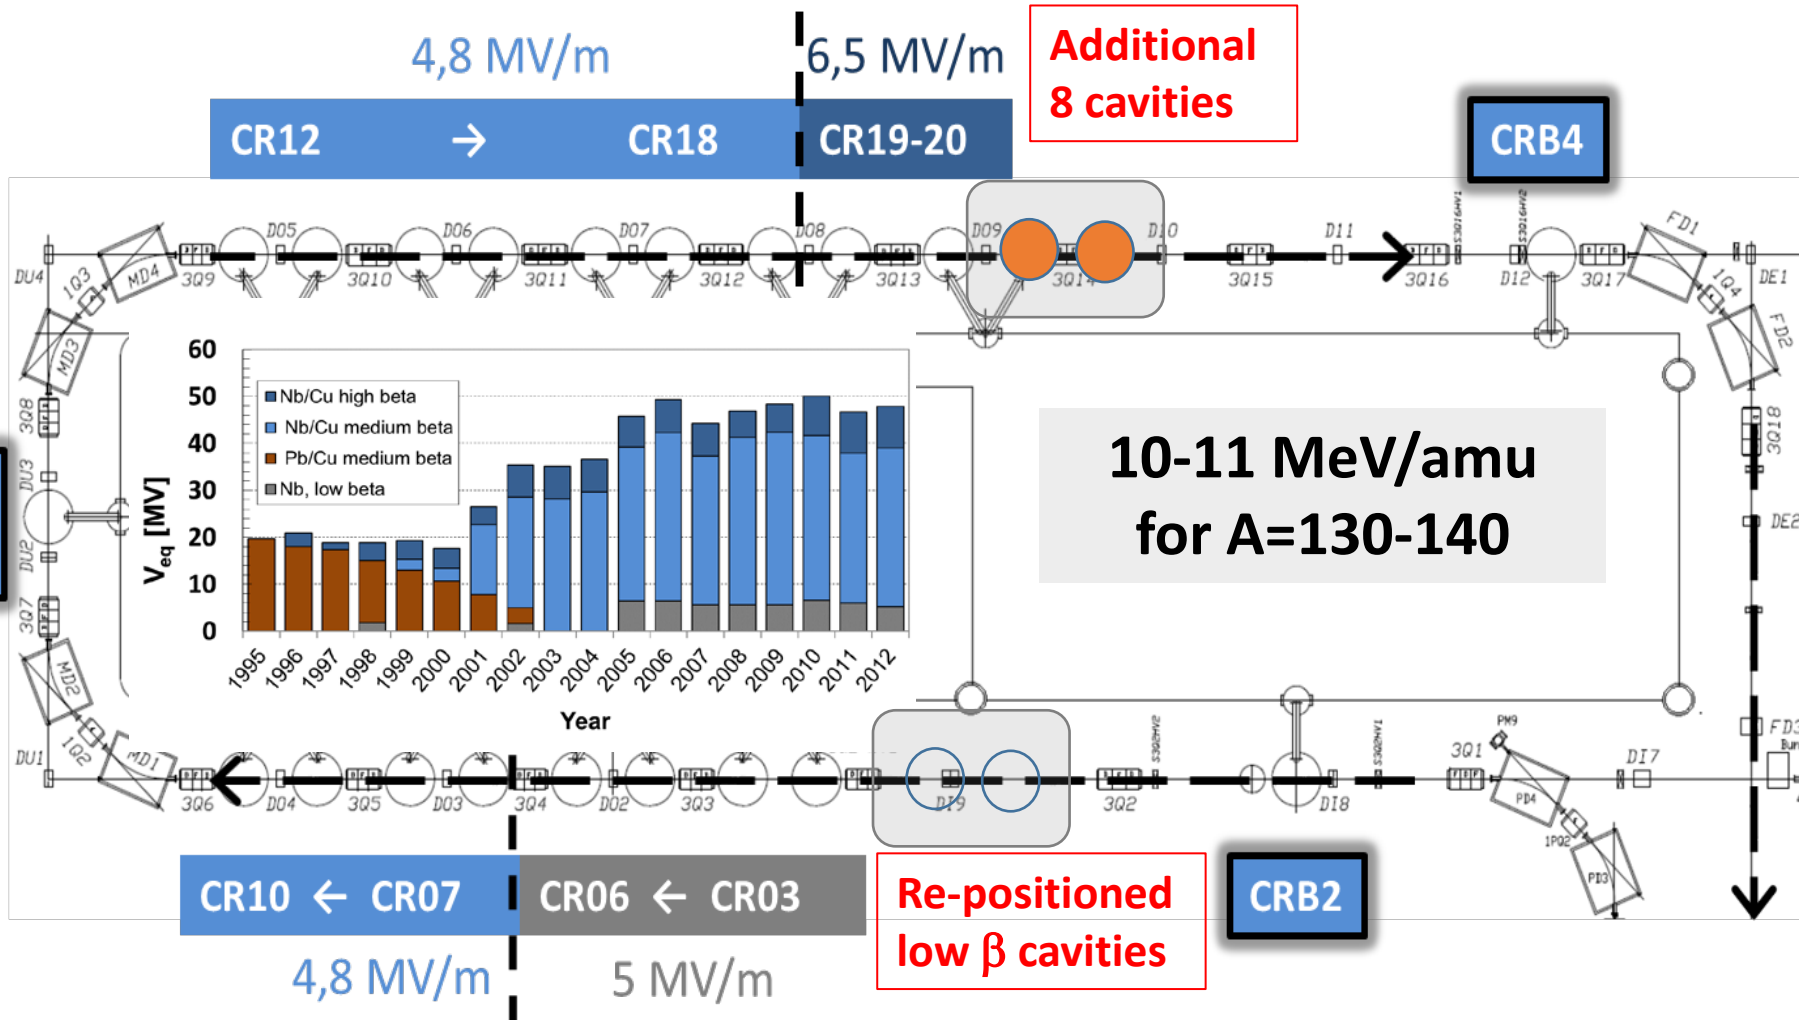 4,8 MV/m
6,5 MV/m
Additional
8 cavities
CR12 → CR18
CR19-20
CRB4
DU4
1Q3
MD4
3Q9
D05
3Q10
D06
3Q11
D07
3Q12
D08
3Q13
D09
3Q14
D10
3Q15
D11
3Q16
S3Q16HV1
S3Q16HV2
D12
3Q17
FD1
1Q4
DE1
FD2
MD3
3Q8
DU3
DU2
3Q7
MD2
1Q2
3Q18
DE2
60
50
40
30
20
10
0
Veq [MV]
Nb/Cu high beta
Nb/Cu medium beta
Pb/Cu medium beta
Nb, low beta
1995
1996
1997
1998
1999
2000
2001
2002
2003
2004
2005
2006
2007
2008
2009
2010
2011
2012
Year
10-11 MeV/amu
for A=130-140
DU1
MD1
3Q6
D04
3Q5
D03
3Q4
D02
3Q3
DI9
3Q2
S3Q2HV2
DI8
S3Q2HV1
3Q1
PM9
PD4
1PQ2
PD3
DI7
FD3
CR10 ← CR07
CR06 ← CR03
Re-positioned
low β cavities
CRB2
4,8 MV/m
5 MV/m